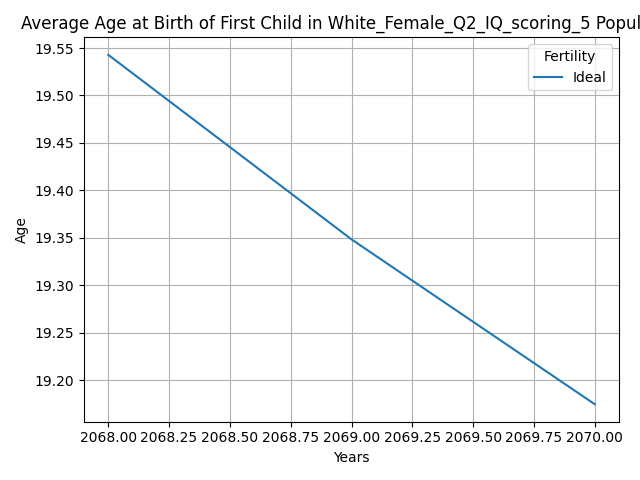 Average Age at Birth of First Child in White_Female_Q2_IQ_scoring_5 Popul
Fertility
Ideal
19.55
19.50
19.45
19.40
19.35
19.30
19.25
19.20
Age
2068.00 2068.25 2068.50 2068.75 2069.00 2069.25 2069.50 2069.75 2070.00
Years